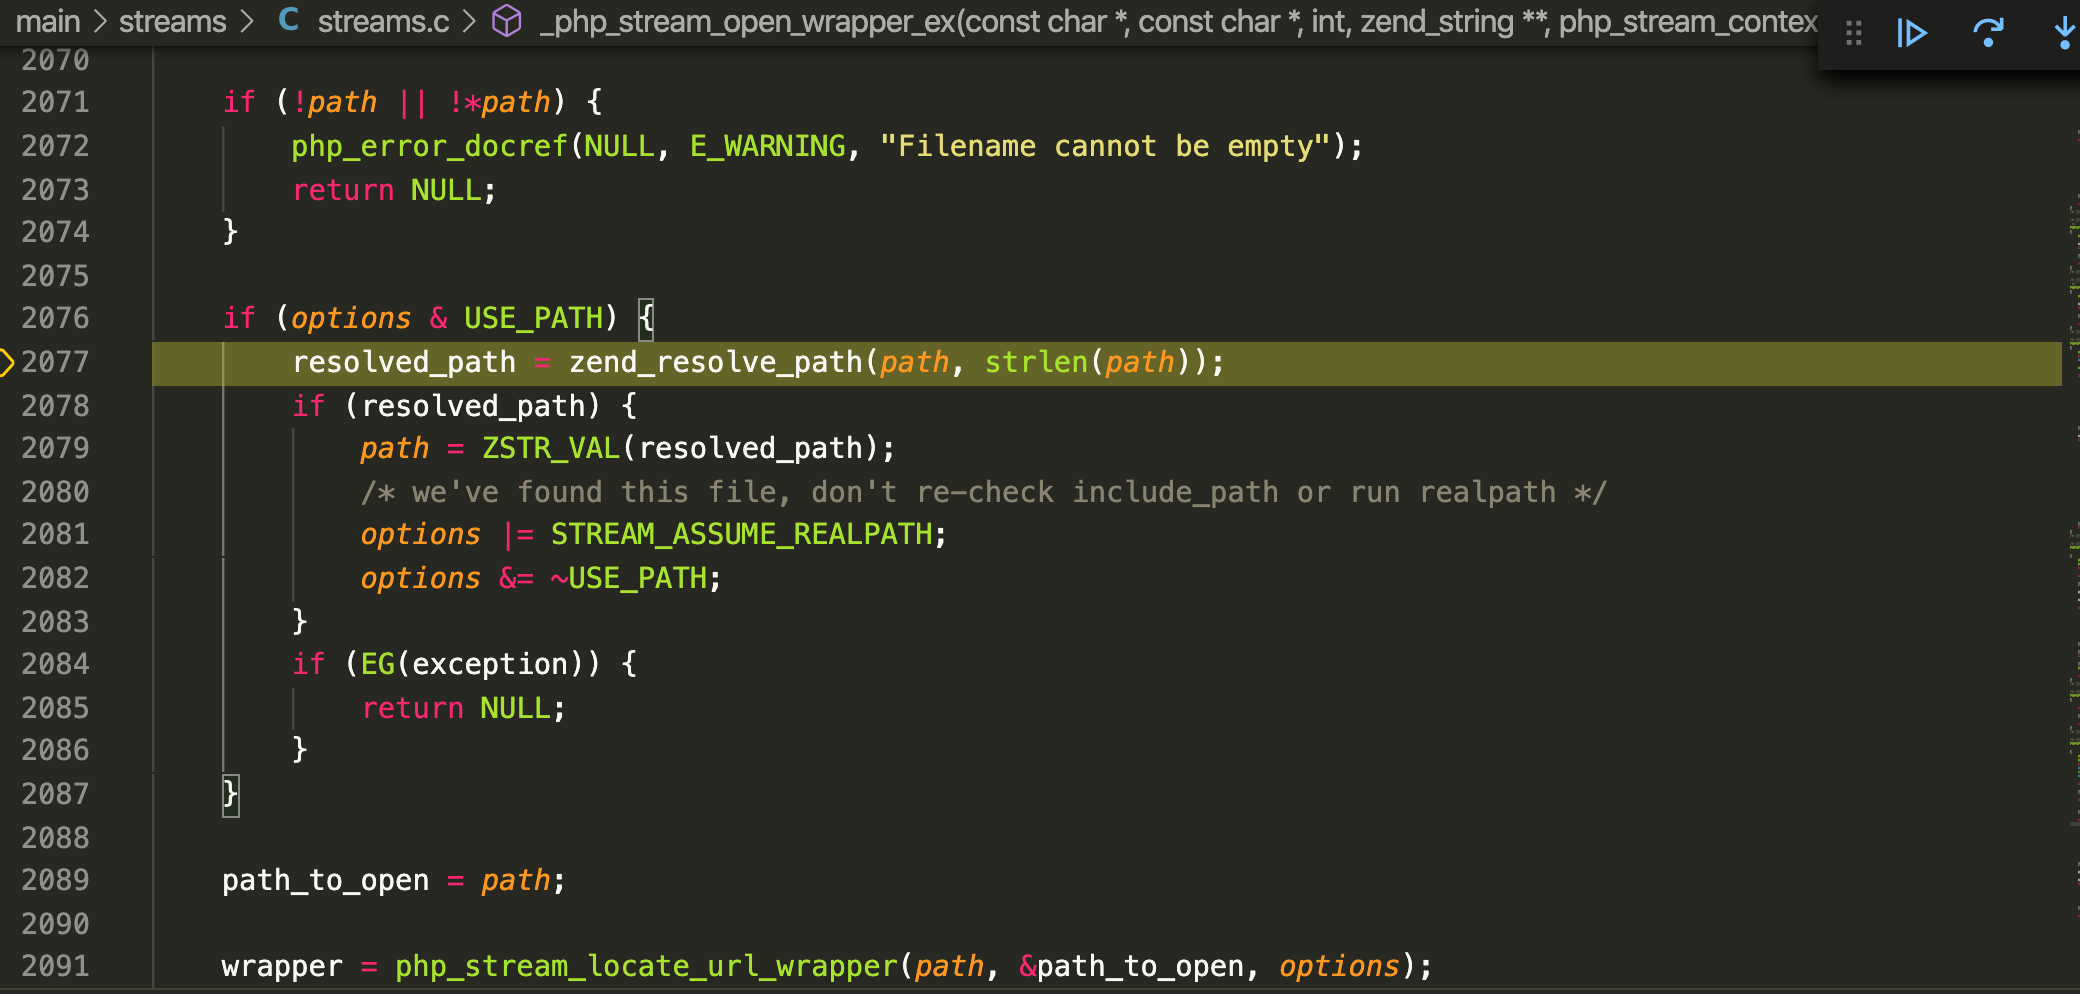 main > streams > C streams.c > _php_stream_open_wrapper_ex(const char *, const char *, int, zend_string **, php_stream_contex
2070
2071 if (!path || !*path) {
2072 php_error_docref(NULL, E_WARNING, "Filename cannot be empty");
2073 return NULL;
2074 }
2075
2076 if (options & USE_PATH) {
2077 resolved_path = zend_resolve_path(path, strlen(path));
2078 if (resolved_path) {
2079 path = ZSTR_VAL(resolved_path);
2080 /* we've found this file, don't re-check include_path or run realpath */
2081 options |= STREAM_ASSUME_REALPATH;
2082 options &= ~USE_PATH;
2083 }
2084 if (EG(exception)) {
2085 return NULL;
2086 }
2087 }
2088
2089 path_to_open = path;
2090
2091 wrapper = php_stream_locate_url_wrapper(path, &path_to_open, options);